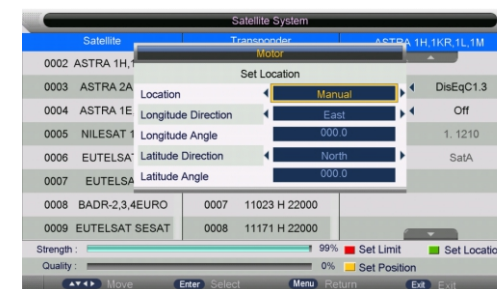 Satellite System
Satellite Transponder ASTRA 1H,1KR,1L,1M
Motor
0002 ASTRA 1H,1
Set Location
0003 ASTRA 2A Location Manual DisEqC1.3
0004 ASTRA 1E Longitude Direction East Off
0005 NILESAT 1 Longitude Angle 000.0 1. 1210
0006 EUTELSA Latitude Direction North SatA
0007 EUTELSA Latitude Angle 000.0
0008 BADR-2,3,4EURO 0007 11023 H 22000
0009 EUTELSAT SESAT 0008 11171 H 22000
Strength : 99% Set Limit Set Locatio
Quality : 0% Set Position
Move Enter Select Menu Return Exit Exit